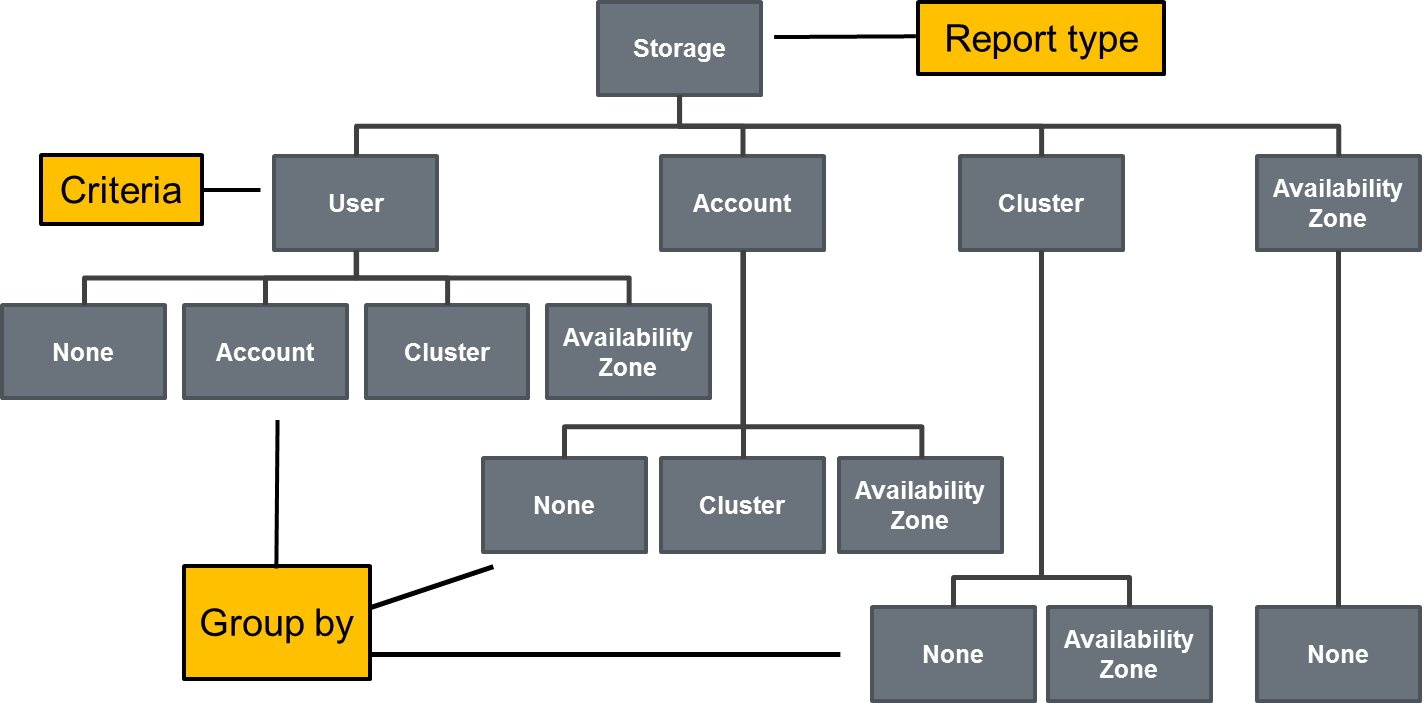 Storage
Report type
Criteria
User
Account
Cluster
Availability
Zone
None
Account
Cluster
Availability
Zone
None
Cluster
Availability
Zone
Group by
None
Availability
Zone
None